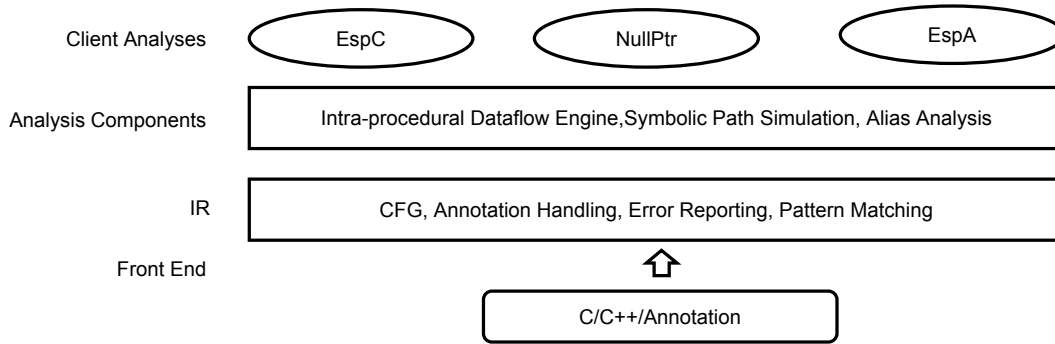 Client Analyses
EspC
NullPtr
EspA
Analysis Components
Intra-procedural Dataflow Engine,Symbolic Path Simulation, Alias Analysis
IR
CFG, Annotation Handling, Error Reporting, Pattern Matching
Front End
C/C++/Annotation